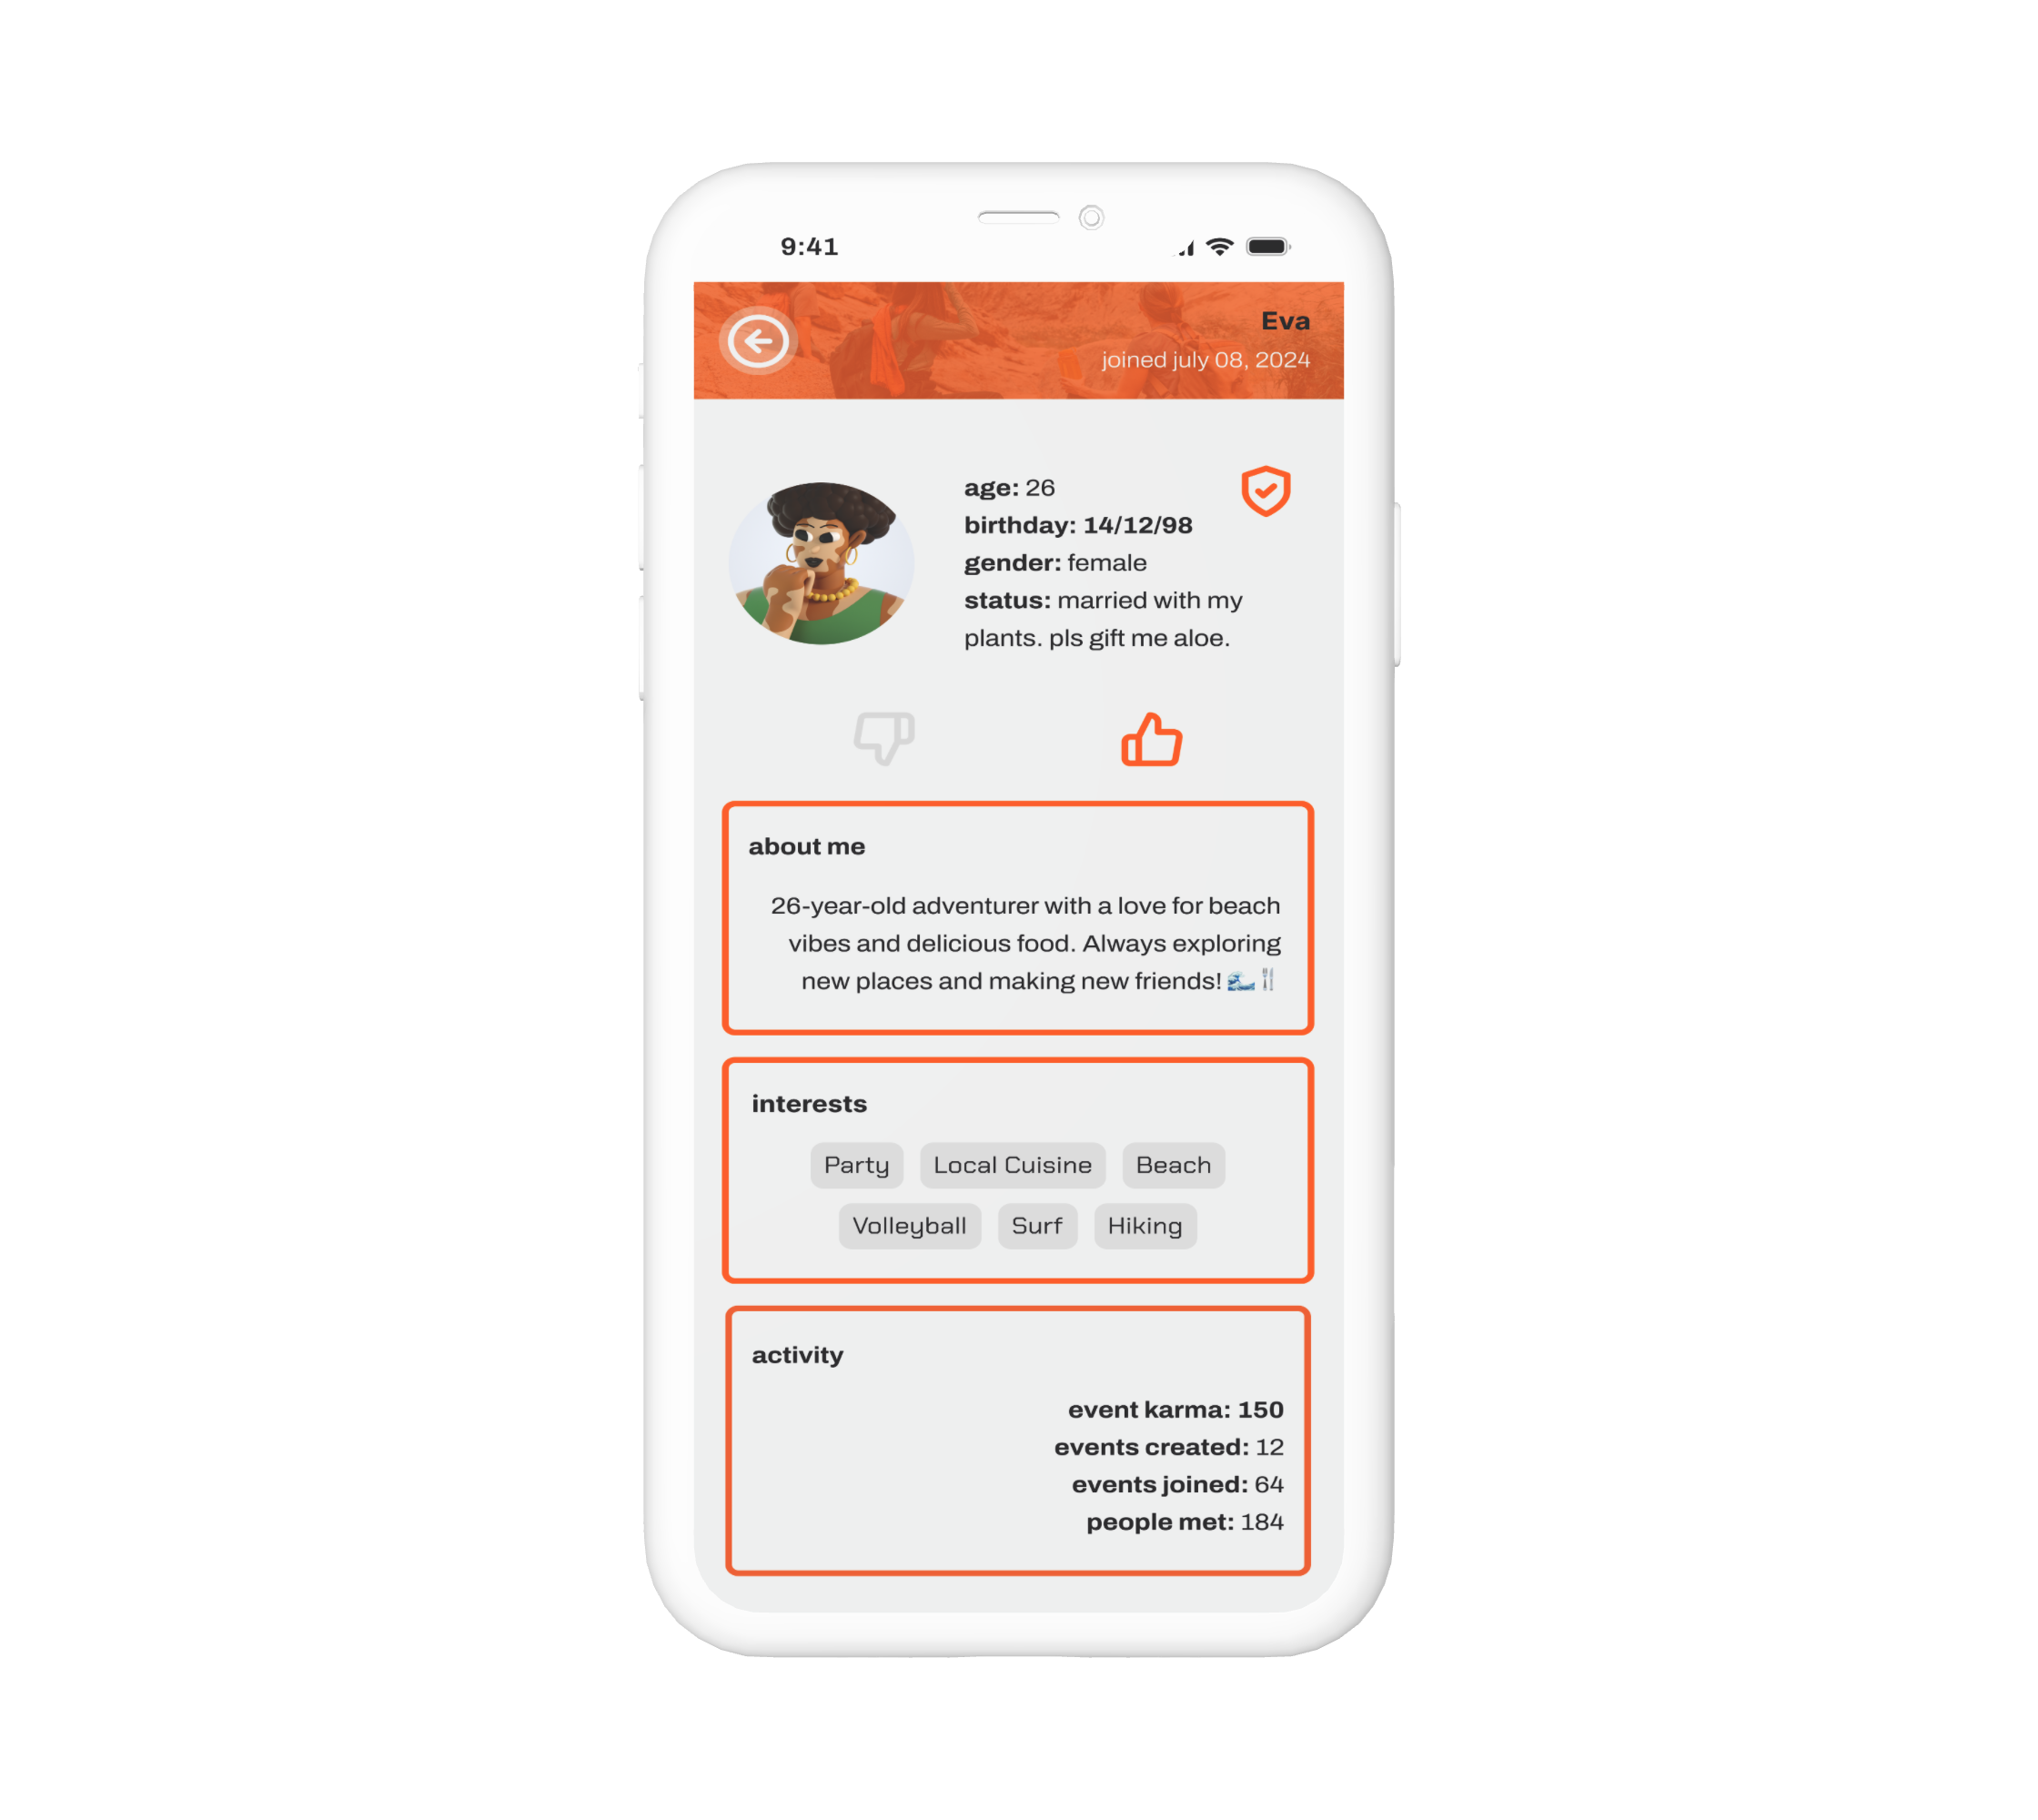 9:41
Eva
joined july 08, 2024
age: 26
birthday: 14/12/98
gender: female
status: married with my
plants. pls gift me aloe.
about me
26-year-old adventurer with a love for beach
vibes and delicious food. Always exploring
new places and making new friends! 🌊🍴
interests
Party Local Cuisine Beach
Volleyball Surf Hiking
activity
event karma: 150
events created: 12
events joined: 64
people met: 184